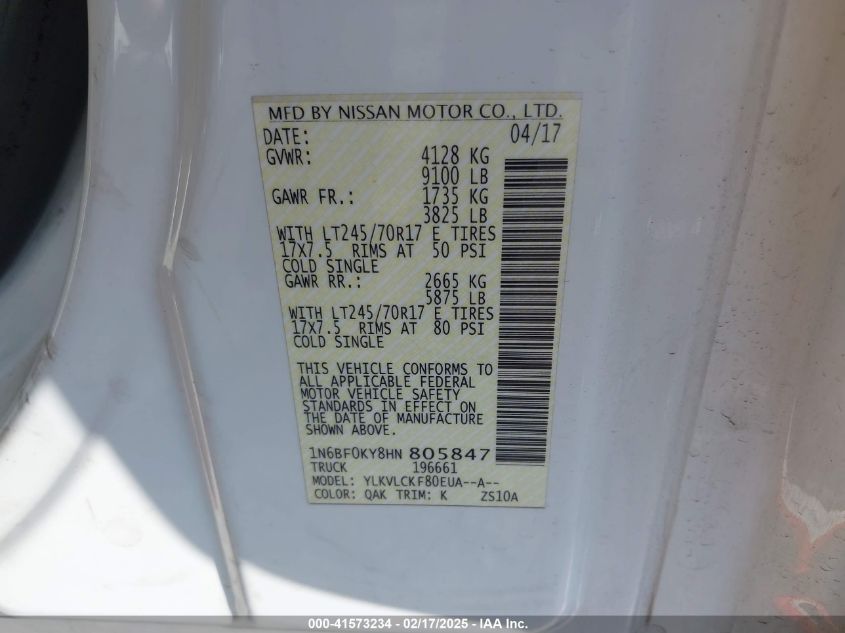 MFD BY NISSAN MOTOR CO., LTD.
DATE: 04/17
GVWR: 4128 KG
9100 LB
GAWR FR.: 1735 KG
3825 LB
WITH LT245/70R17 E TIRES
17X7.5 RIMS AT 50 PSI
COLD SINGLE
GAWR RR.: 2665 KG
5875 LB
WITH LT245/70R17 E TIRES
17X7.5 RIMS AT 80 PSI
COLD SINGLE
THIS VEHICLE CONFORMS TO
ALL APPLICABLE FEDERAL
MOTOR VEHICLE SAFETY
STANDARDS IN EFFECT ON
THE DATE OF MANUFACTURE
SHOWN ABOVE.
1N6BF0KY8HN 805847
TRUCK 196661
MODEL: YLKVLCKF80EUA--A--
COLOR: QAK TRIM: K ZS10A
000-41573234 - 02/17/2025 - IAA Inc.